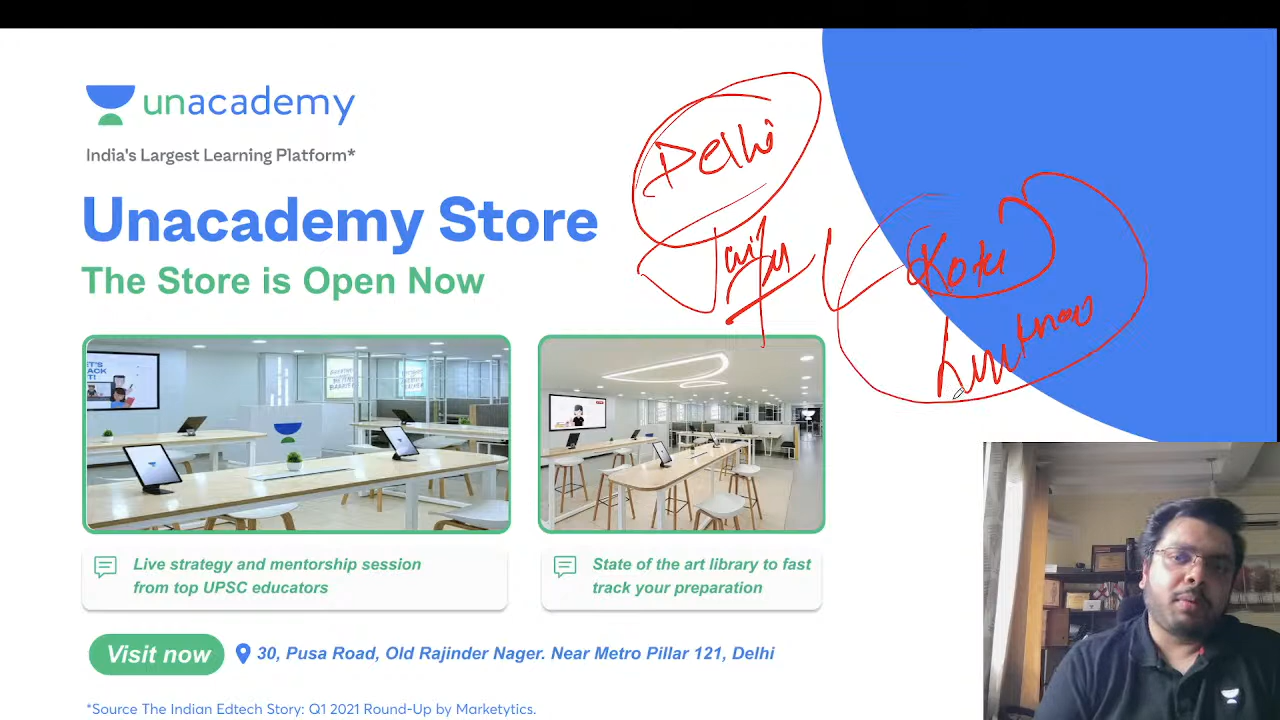 unacademy
India's Largest Learning Platform*
Unacademy Store
The Store is Open Now
Delhi
Kota
Live strategy and mentorship session
from top UPSC educators
State of the art library to fast
track your preparation
Visit now
30, Pusa Road, Old Rajinder Nager. Near Metro Pillar 121, Delhi
*Source The Indian Edtech Story: Q1 2021 Round-Up by Marketytics.